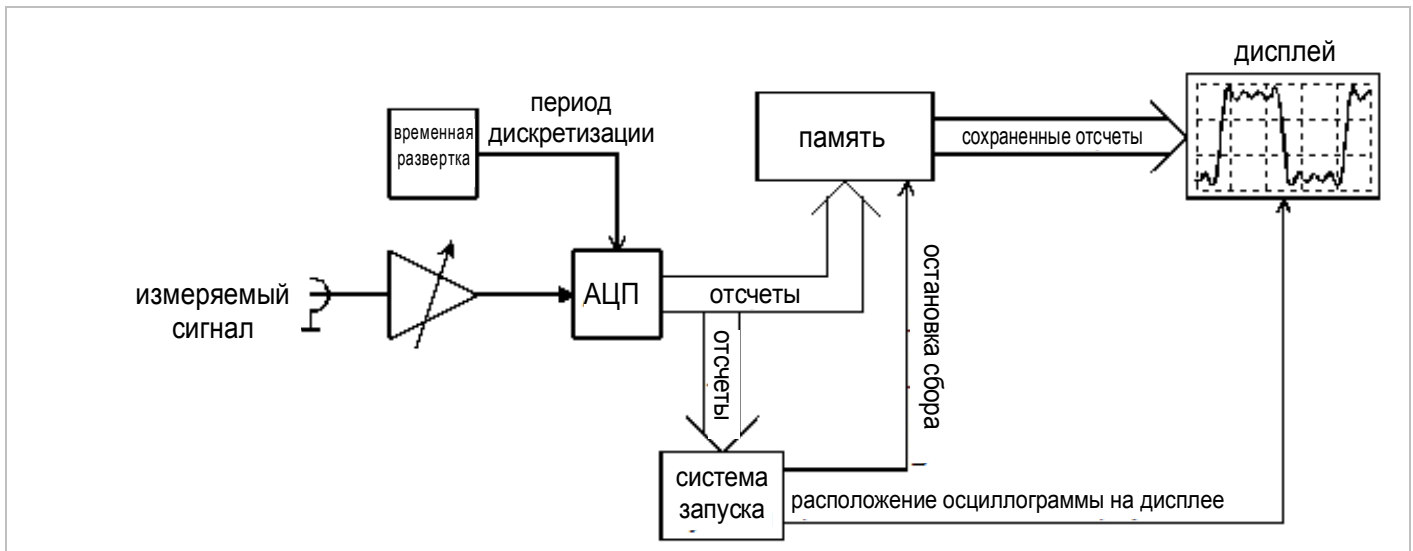 дисплей
период
дискретизации
временная
развертка
память
сохраненные отсчеты
измеряемый
сигнал
АЦП
отсчеты
отсчеты
остановка сбора
система
запуска
расположение осциллограммы на дисплее